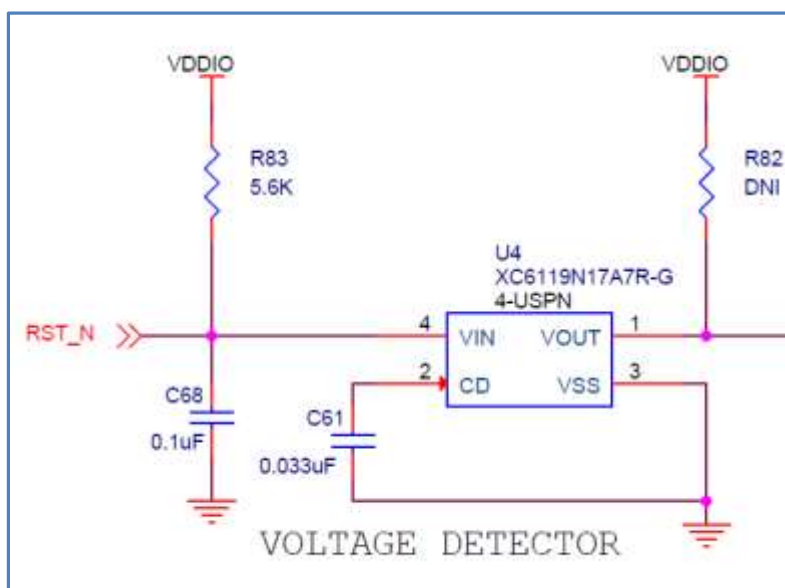 VDDIO
VDDIO
R83
5.6K
R82
DNI
U4
XC6119N17A7R-G
4-USPN
RST_N
4
VIN
VOUT
1
2
CD
VSS
3
C68
0.1uF
C61
0.033uF
VOLTAGE DETECTOR